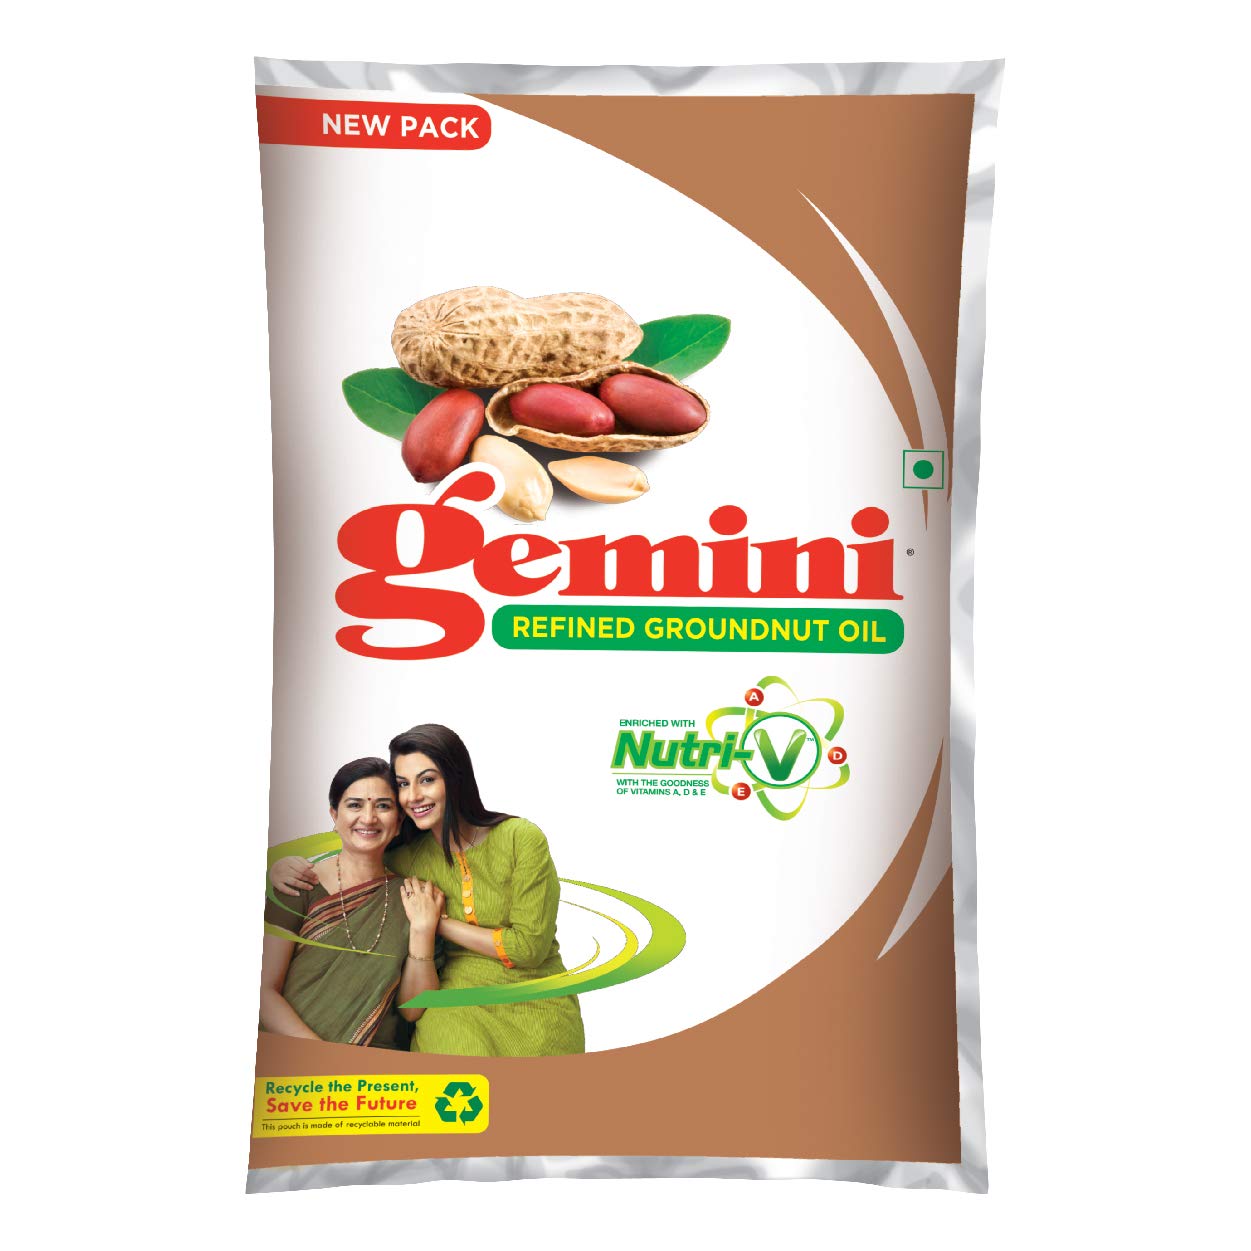 NEW PACK
gemini®
REFINED GROUNDNUT OIL
ENRICHED WITH
Nutri-V™
WITH THE GOODNESS
OF VITAMINS A, D & E
A
D
E
Recycle the Present,
Save the Future
This pouch is made of recyclable material